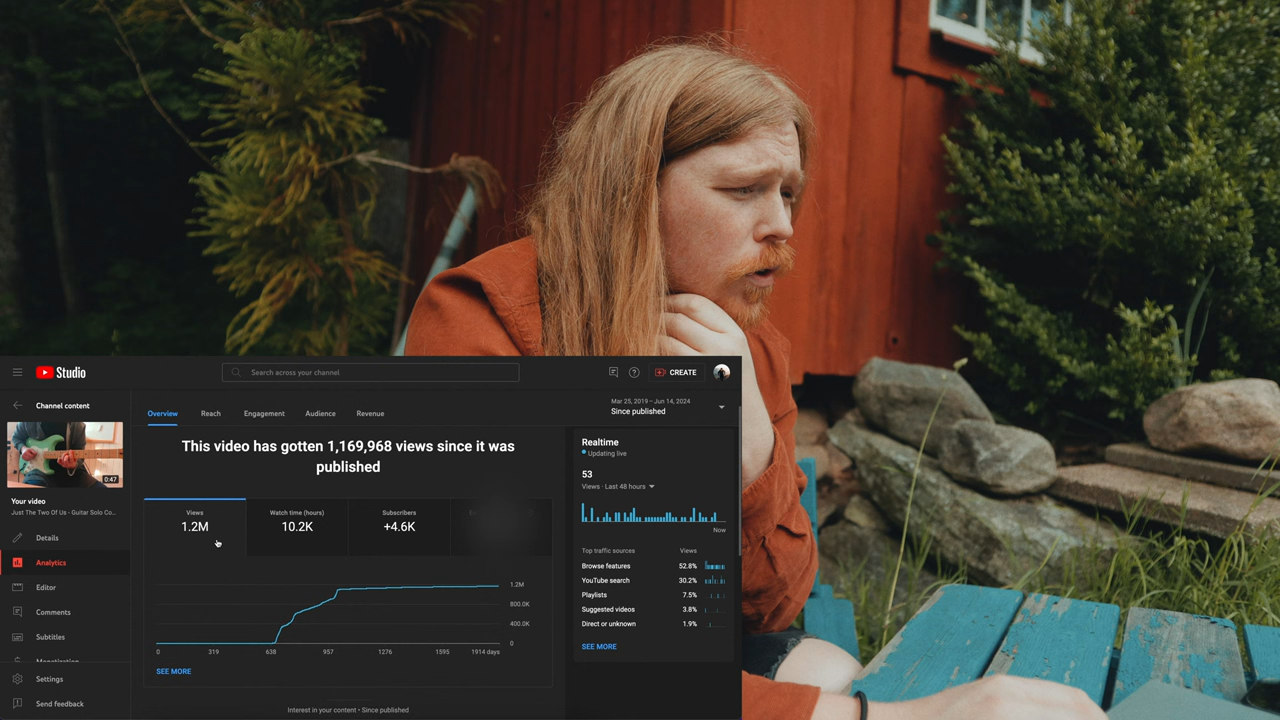 Studio
Search across your channel
CREATE
Channel content
0:47
Your video
Just The Two Of Us - Guitar Solo Co...
Details
Analytics
Editor
Comments
Subtitles
Monetization
Settings
Send feedback
Overview
Reach
Engagement
Audience
Revenue
Mar 25, 2019 – Jun 14, 2024
Since published
This video has gotten 1,169,968 views since it was
published
Views
1.2M
Watch time (hours)
10.2K
Subscribers
+4.6K
1.2M
800.0K
400.0K
0
0 319 638 957 1276 1595 1914 days
SEE MORE
Interest in your content • Since published
Realtime
Updating live
53
Views · Last 48 hours
Now
Top traffic sources Views
Browse features 52.8%
YouTube search 30.2%
Playlists 7.5%
Suggested videos 3.8%
Direct or unknown 1.9%
SEE MORE